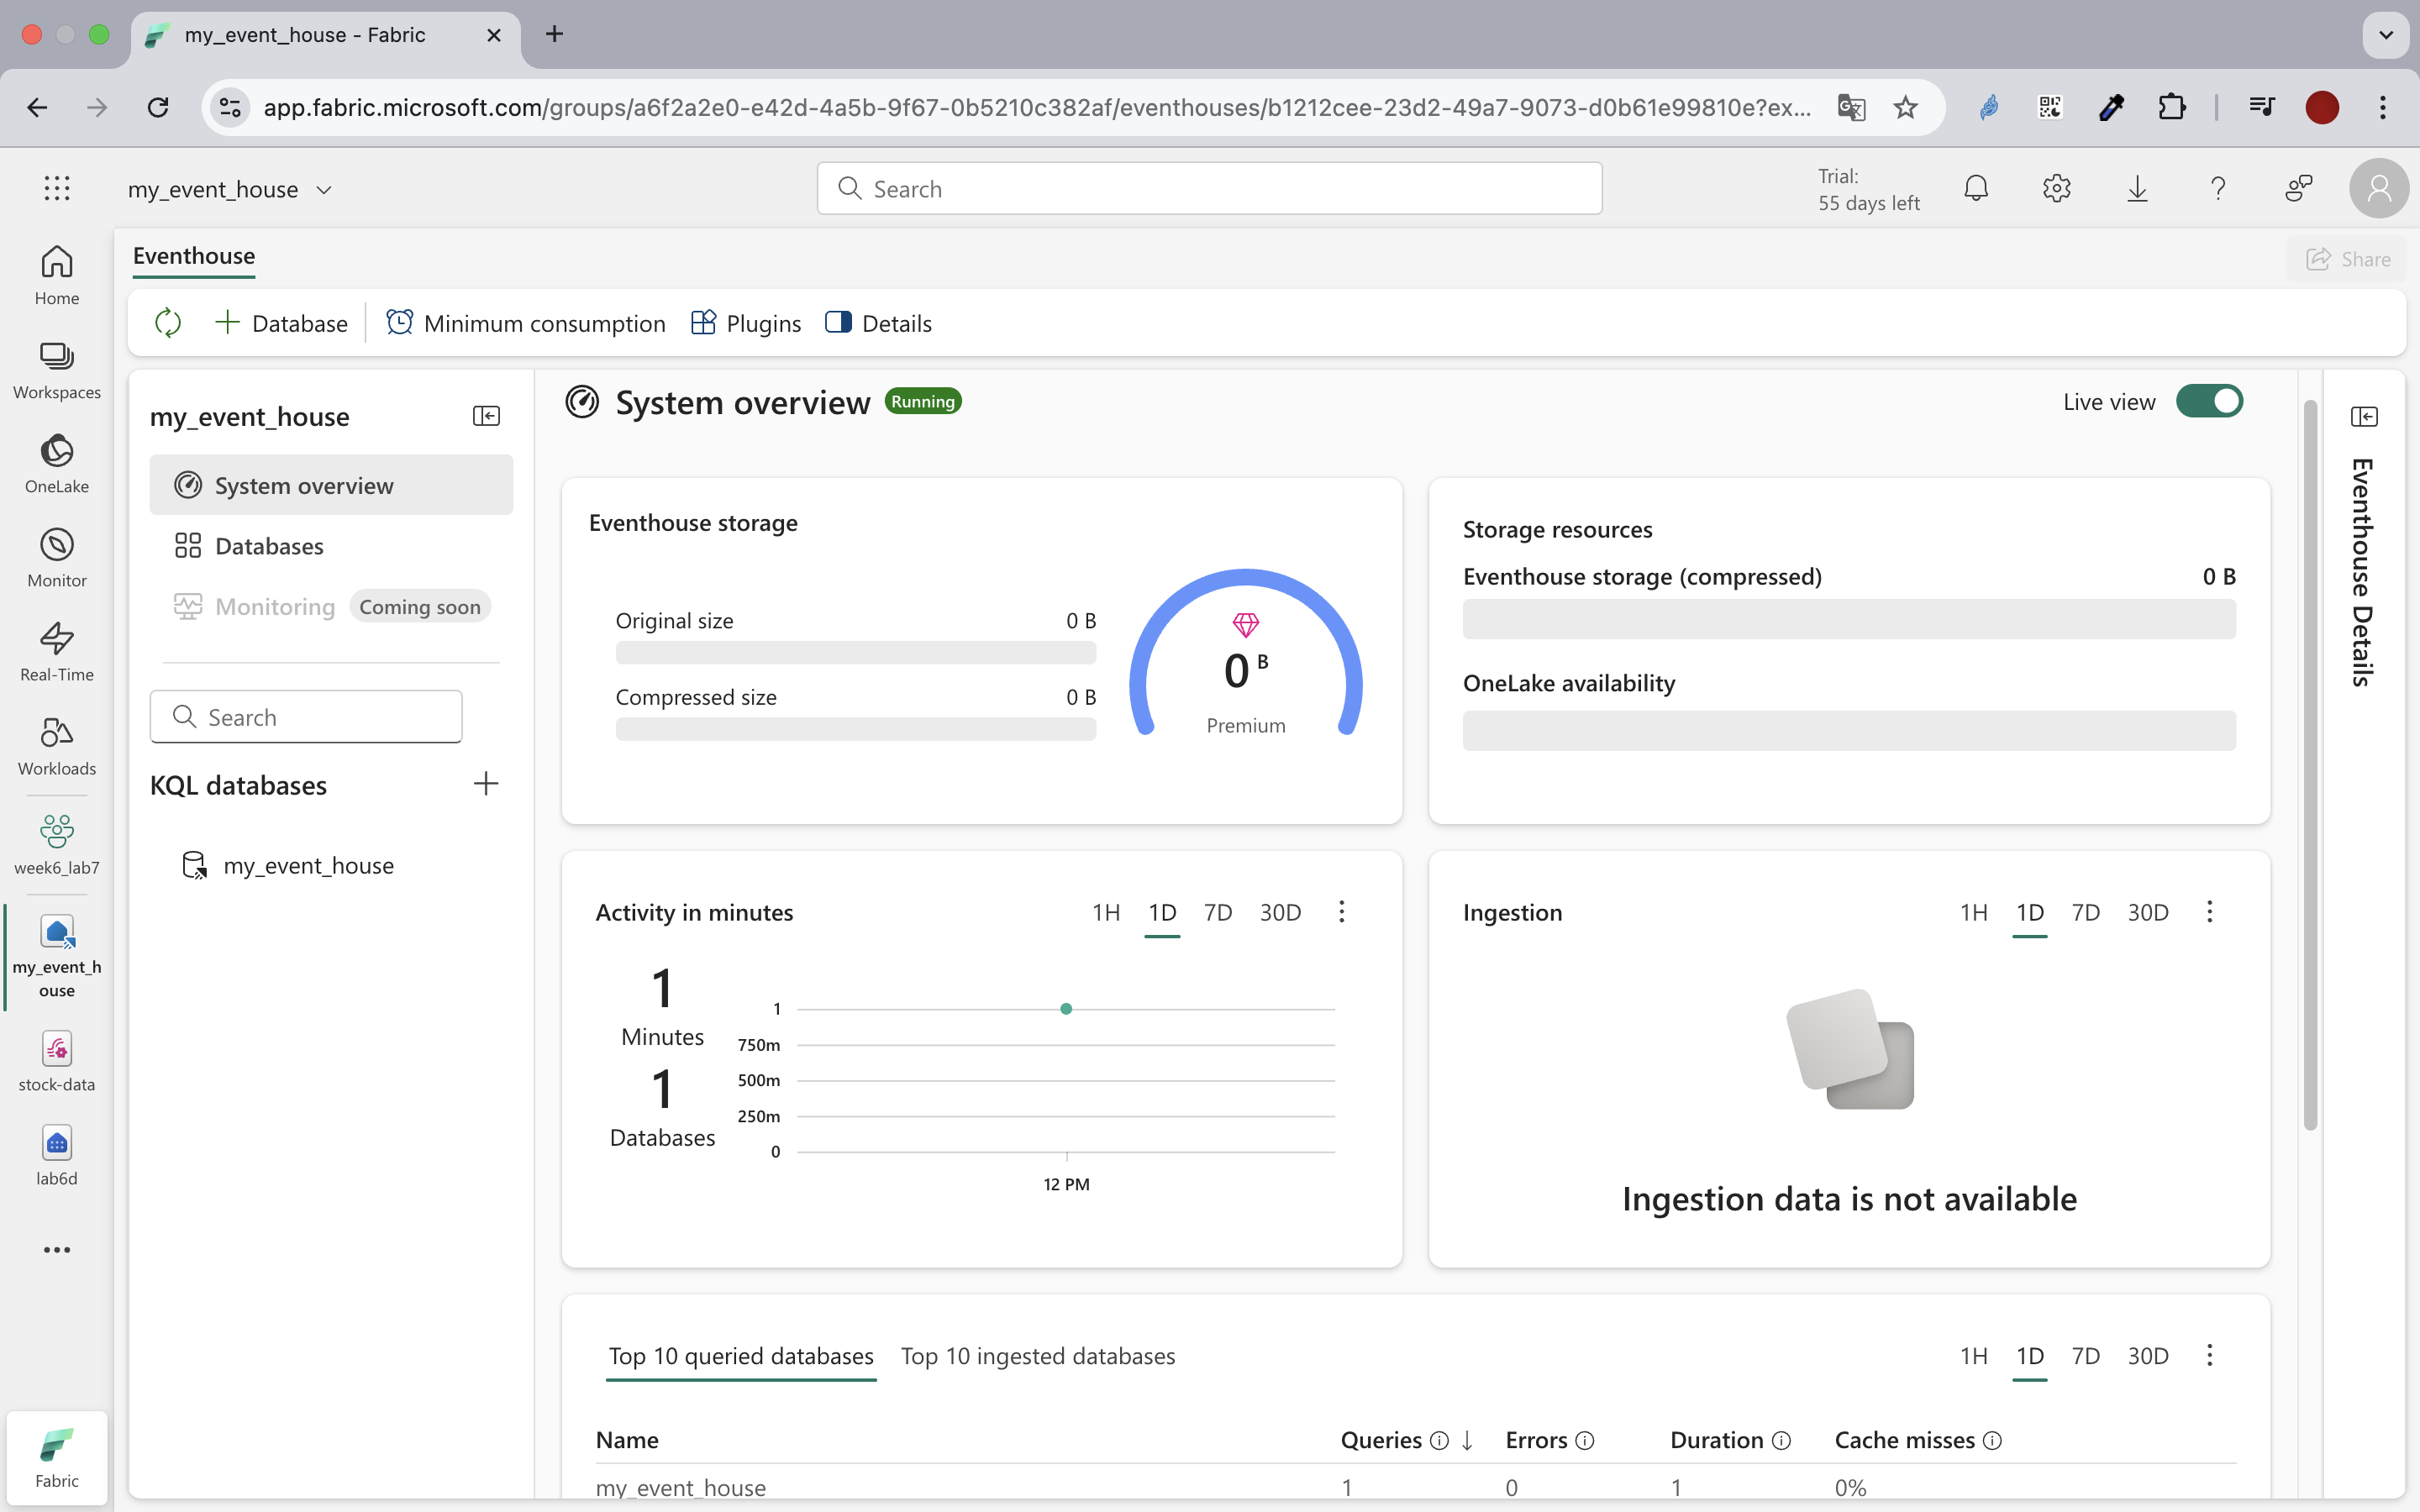 my_event_house - Fabric
app.fabric.microsoft.com/groups/a6f2a2e0-e42d-4a5b-9f67-0b5210c382af/eventhouses/b1212cee-23d2-49a7-9073-d0b61e99810e?ex...
my_event_house
Search
Trial:
55 days left
Home
Workspaces
OneLake
Monitor
Real-Time
Workloads
week6_lab7
my_event_h
ouse
stock-data
lab6d
Fabric
Eventhouse
Share
Database
Minimum consumption
Plugins
Details
my_event_house
System overview
Databases
Monitoring
Coming soon
Search
KQL databases
my_event_house
System overview
Running
Live view
Eventhouse storage
Original size 0 B
Compressed size 0 B
0 B
Premium
Storage resources
Eventhouse storage (compressed) 0 B
OneLake availability
Activity in minutes
1H 1D 7D 30D
1
Minutes
1
Databases
1
750m
500m
250m
0
12 PM
Ingestion
1H 1D 7D 30D
Ingestion data is not available
Top 10 queried databases Top 10 ingested databases
1H 1D 7D 30D
Name Queries Errors Duration Cache misses
my_event_house 1 0 1 0%
Eventhouse Details